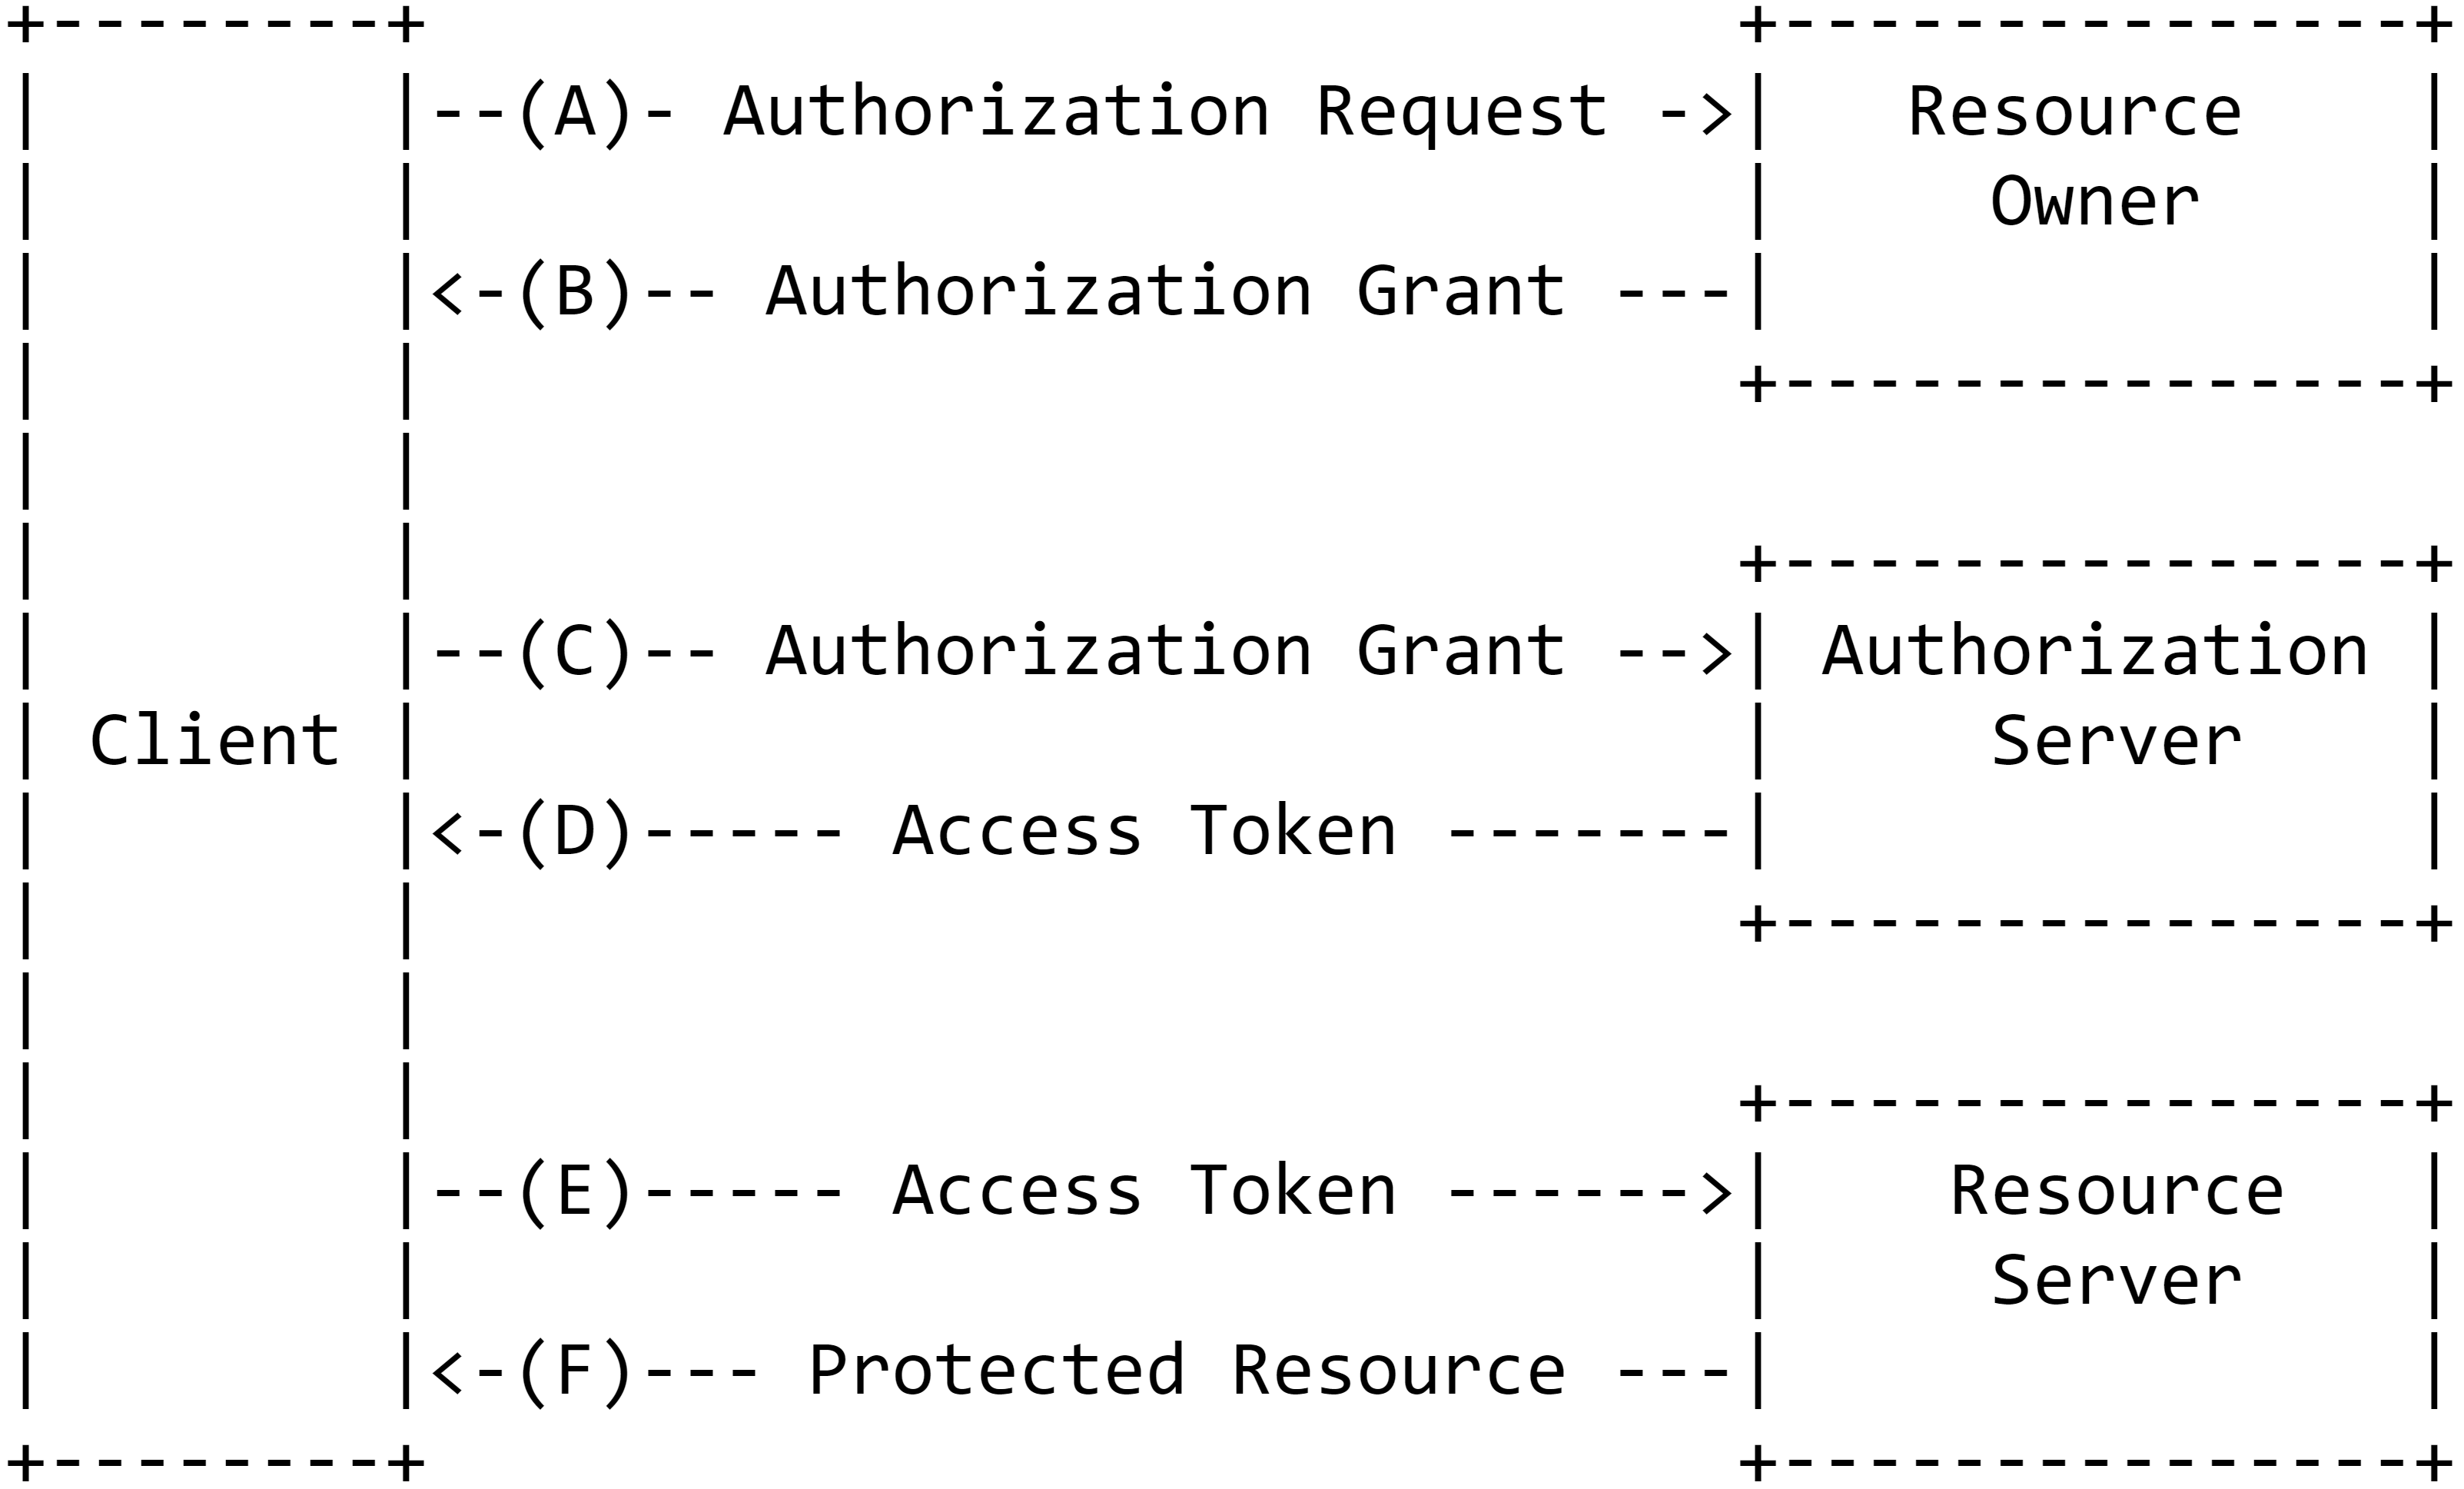 +--------+                               +---------------+
|        |--(A)- Authorization Request ->|   Resource    |
|        |                               |     Owner     |
|        |<-(B)-- Authorization Grant ---|               |
|        |                               +---------------+
|        |
|        |                               +---------------+
|        |--(C)-- Authorization Grant -->| Authorization |
| Client |                               |     Server    |
|        |<-(D)----- Access Token -------|               |
|        |                               +---------------+
|        |
|        |                               +---------------+
|        |--(E)----- Access Token ------>|    Resource   |
|        |                               |     Server    |
|        |<-(F)--- Protected Resource ---|               |
+--------+                               +---------------+